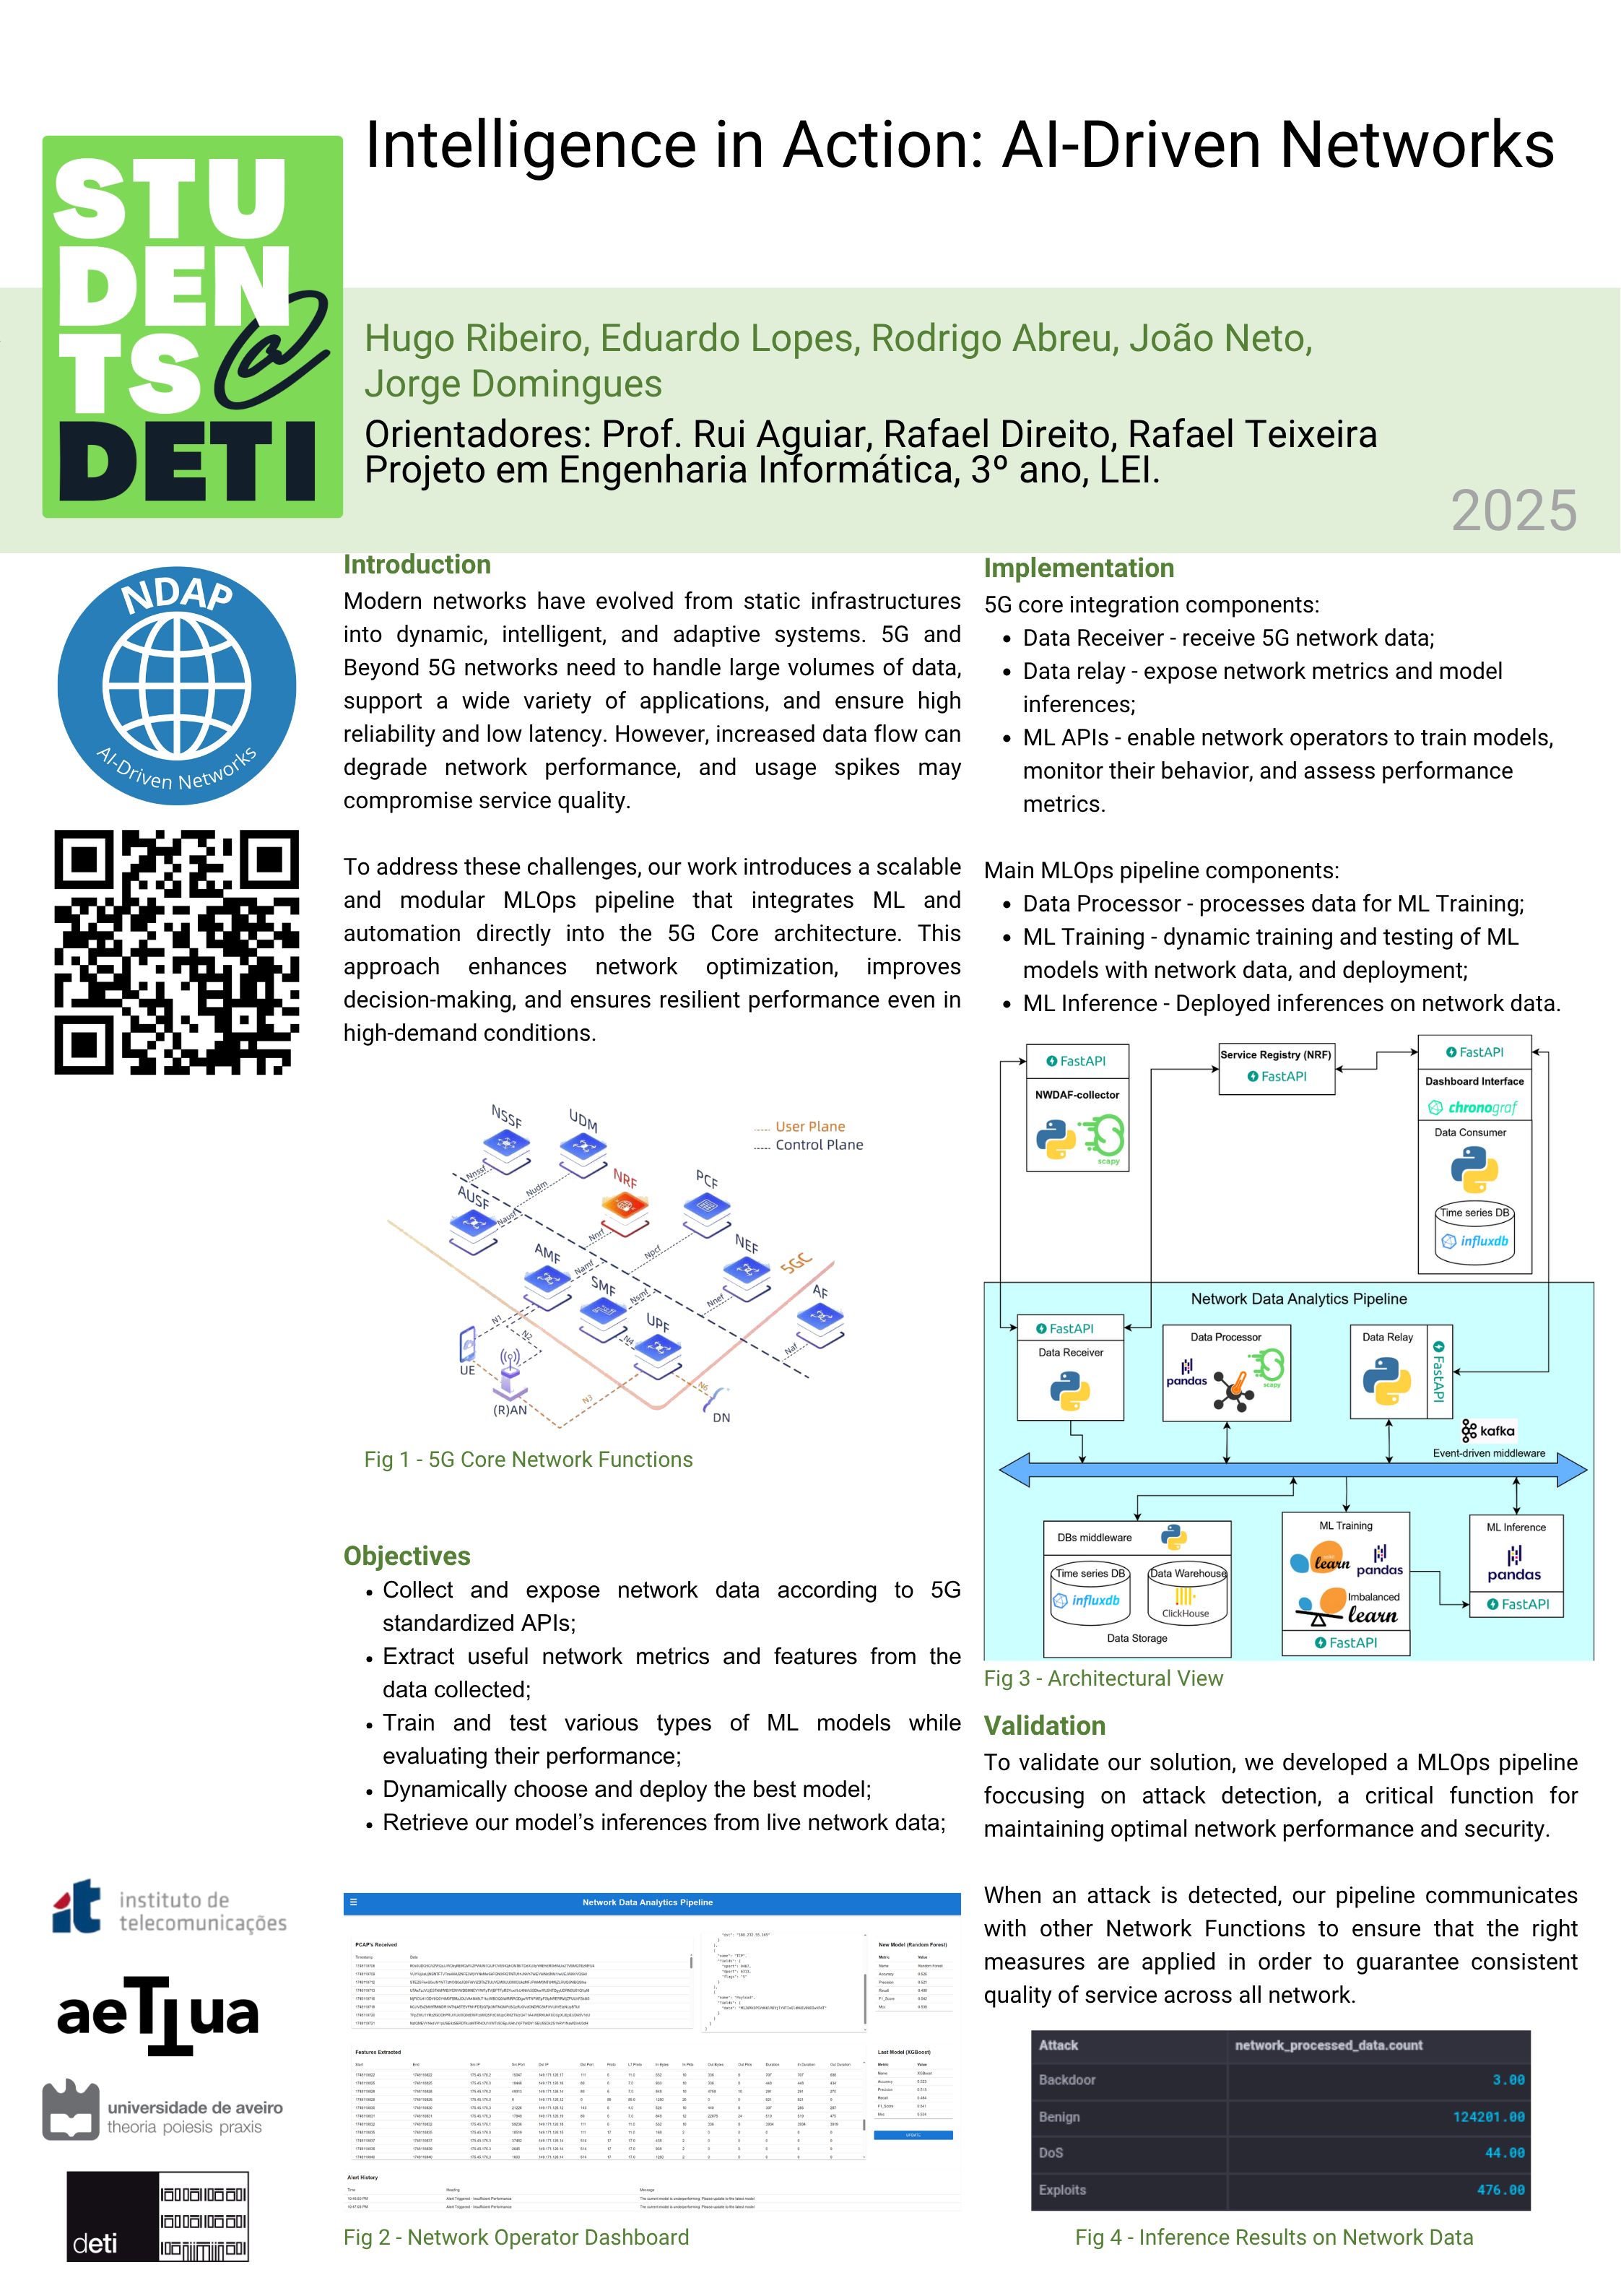 Intelligence in Action: AI-Driven Networks
STU
DEN
TS @
DETI
Hugo Ribeiro, Eduardo Lopes, Rodrigo Abreu, João Neto,
Jorge Domingues
Orientadores: Prof. Rui Aguiar, Rafael Direito, Rafael Teixeira
Projeto em Engenharia Informática, 3º ano, LEI.
2025
NDAP
AI-Driven Networks
Introduction
Modern networks have evolved from static infrastructures
into dynamic, intelligent, and adaptive systems. 5G and
Beyond 5G networks need to handle large volumes of data,
support a wide variety of applications, and ensure high
reliability and low latency. However, increased data flow can
degrade network performance, and usage spikes may
compromise service quality.
To address these challenges, our work introduces a scalable
and modular MLOps pipeline that integrates ML and
automation directly into the 5G Core architecture. This
approach enhances network optimization, improves
decision-making, and ensures resilient performance even in
high-demand conditions.
User Plane
Control Plane
NSSF
UDM
Nnssf
Nudm
NRF
PCF
AUSF
Nausf
Nnrf
Npcf
AMF
Namf
NEF
5GC
SMF
Nsmf
Nnef
AF
UPF
N1
N2
N4
Naf
UE
(R)AN
N3
N6
DN
Fig 1 - 5G Core Network Functions
Objectives
• Collect and expose network data according to 5G
standardized APIs;
• Extract useful network metrics and features from the
data collected;
• Train and test various types of ML models while
evaluating their performance;
• Dynamically choose and deploy the best model;
• Retrieve our model's inferences from live network data;
Network Data Analytics Pipeline
PCAP's Received
New Model (Random Forest)
Features Extracted
Last Model (XGBoost)
UPDATE
Alert History
Fig 2 - Network Operator Dashboard
Implementation
5G core integration components:
• Data Receiver - receive 5G network data;
• Data relay - expose network metrics and model
inferences;
• ML APIs - enable network operators to train models,
monitor their behavior, and assess performance
metrics.
Main MLOps pipeline components:
• Data Processor - processes data for ML Training;
• ML Training - dynamic training and testing of ML
models with network data, and deployment;
• ML Inference - Deployed inferences on network data.
FastAPI
NWDAF-collector
scapy
Service Registry (NRF)
FastAPI
FastAPI
Dashboard Interface
chronograf
Data Consumer
Time series DB
influxdb
Network Data Analytics Pipeline
FastAPI
Data Receiver
Data Processor
pandas
scapy
Data Relay
FastAPI
kafka
Event-driven middleware
DBs middleware
Time series DB
influxdb
Data Warehouse
ClickHouse
Data Storage
ML Training
learn
pandas
Imbalanced
learn
FastAPI
ML Inference
pandas
FastAPI
Fig 3 - Architectural View
Validation
To validate our solution, we developed a MLOps pipeline
foccusing on attack detection, a critical function for
maintaining optimal network performance and security.
When an attack is detected, our pipeline communicates
with other Network Functions to ensure that the right
measures are applied in order to guarantee consistent
quality of service across all network.
Attack network_processed_data.count
Backdoor 3.00
Benign 124201.00
DoS 44.00
Exploits 476.00
Fig 4 - Inference Results on Network Data
it instituto de
telecomunicações
aeTTua
universidade de aveiro
theoria poiesis praxis
deti